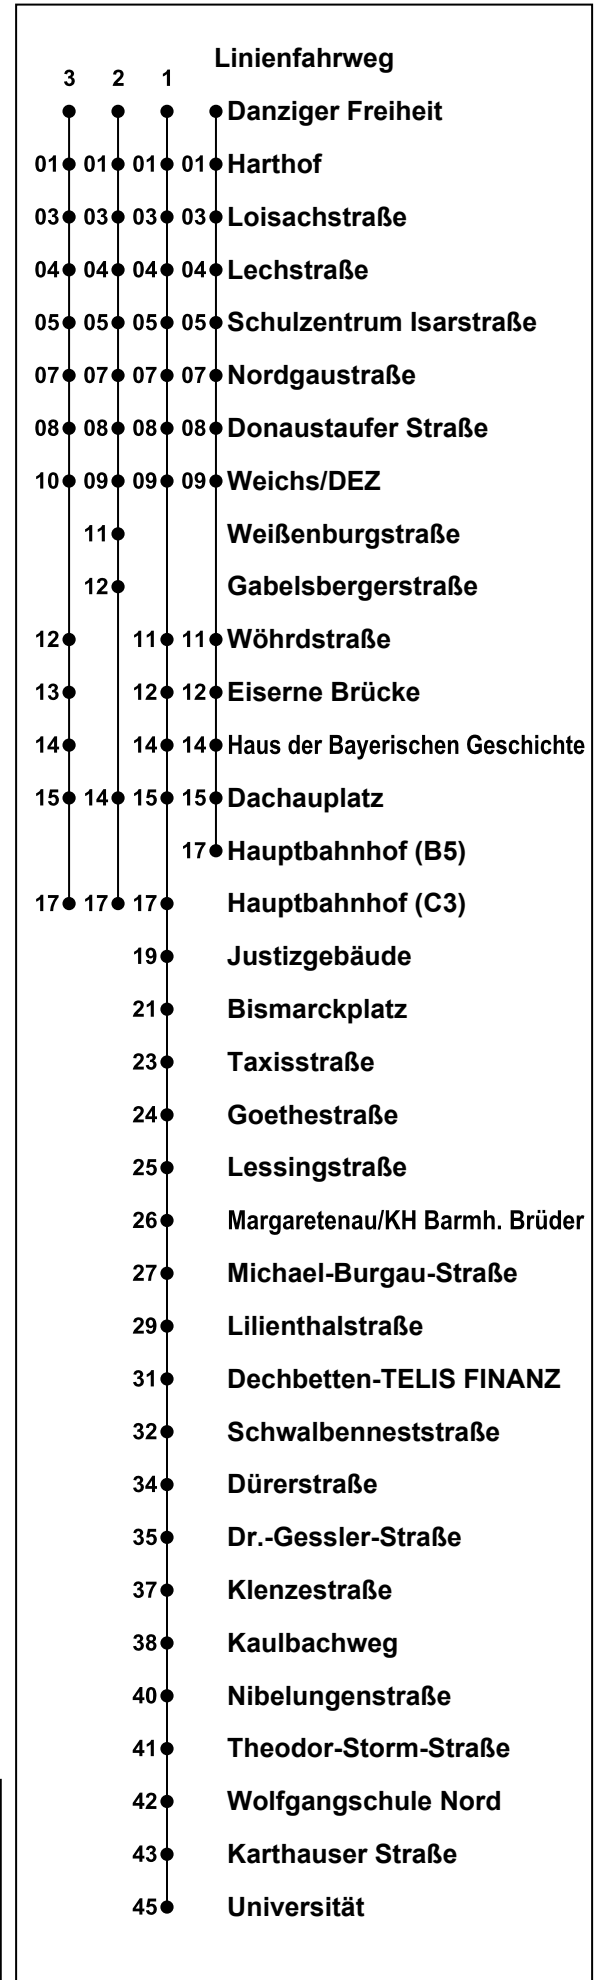 Linienfahrweg
3 2 1
Danziger Freiheit
01 01 01 01 Harthof
03 03 03 03 Loisachstraße
04 04 04 04 Lechstraße
05 05 05 05 Schulzentrum Isarstraße
07 07 07 07 Nordgaustraße
08 08 08 08 Donaustaufer Straße
10 09 09 09 Weichs/DEZ
11 Weißenburgstraße
12 Gabelsbergerstraße
12 11 11 Wöhrdstraße
13 12 12 Eiserne Brücke
14 14 14 Haus der Bayerischen Geschichte
15 14 15 15 Dachauplatz
17 Hauptbahnhof (B5)
17 17 17 Hauptbahnhof (C3)
19 Justizgebäude
21 Bismarckplatz
23 Taxisstraße
24 Goethestraße
25 Lessingstraße
26 Margaretenau/KH Barmh. Brüder
27 Michael-Burgau-Straße
29 Lilienthalstraße
31 Dechbetten-TELIS FINANZ
32 Schwalbenneststraße
34 Dürerstraße
35 Dr.-Gessler-Straße
37 Klenzestraße
38 Kaulbachweg
40 Nibelungenstraße
41 Theodor-Storm-Straße
42 Wolfgangschule Nord
43 Karthauser Straße
45 Universität